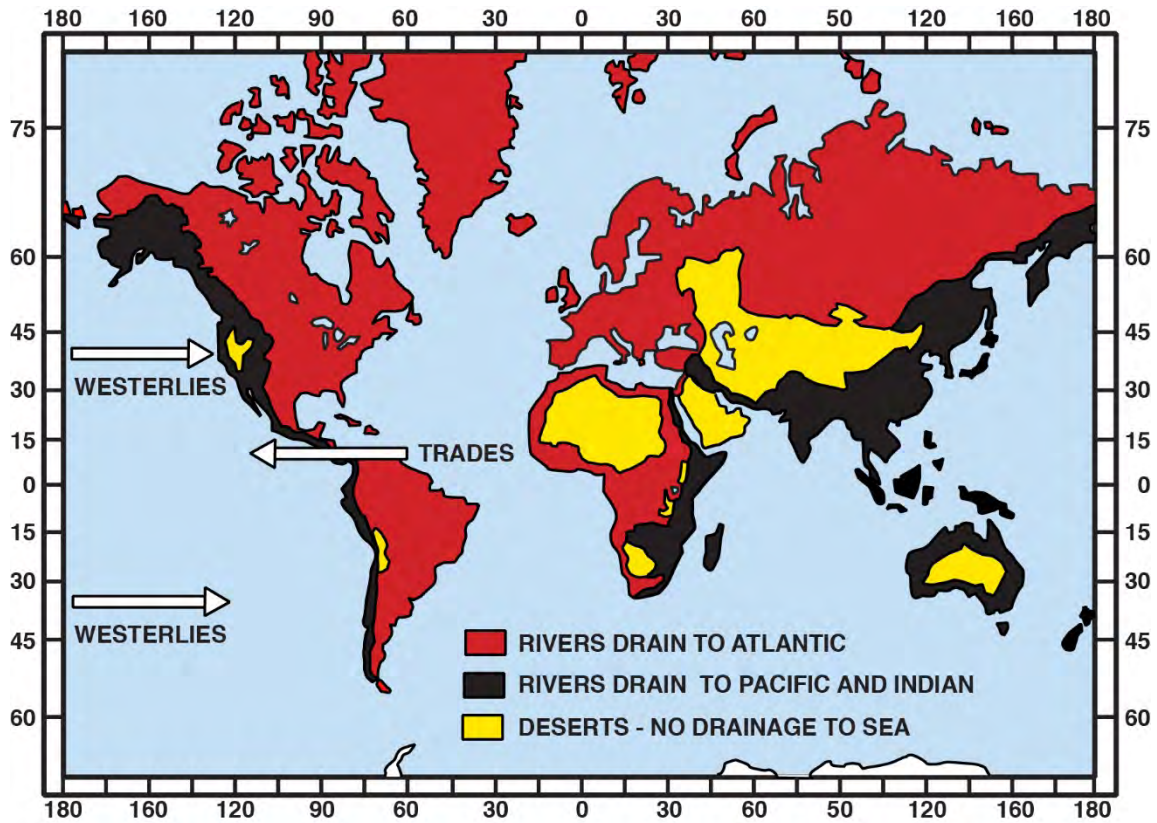 180 160 120 90 60 30 0 30 60 50 120 160 180
75 75
60 60
45 45
WESTERLIES
30 30
15 TRADES 15
0 0
15 15
30 30
WESTERLIES
45 45
RIVERS DRAIN TO ATLANTIC
RIVERS DRAIN TO PACIFIC AND INDIAN
60 60
DESERTS - NO DRAINAGE TO SEA
180 160 120 90 60 30 0 30 60 50 120 160 180